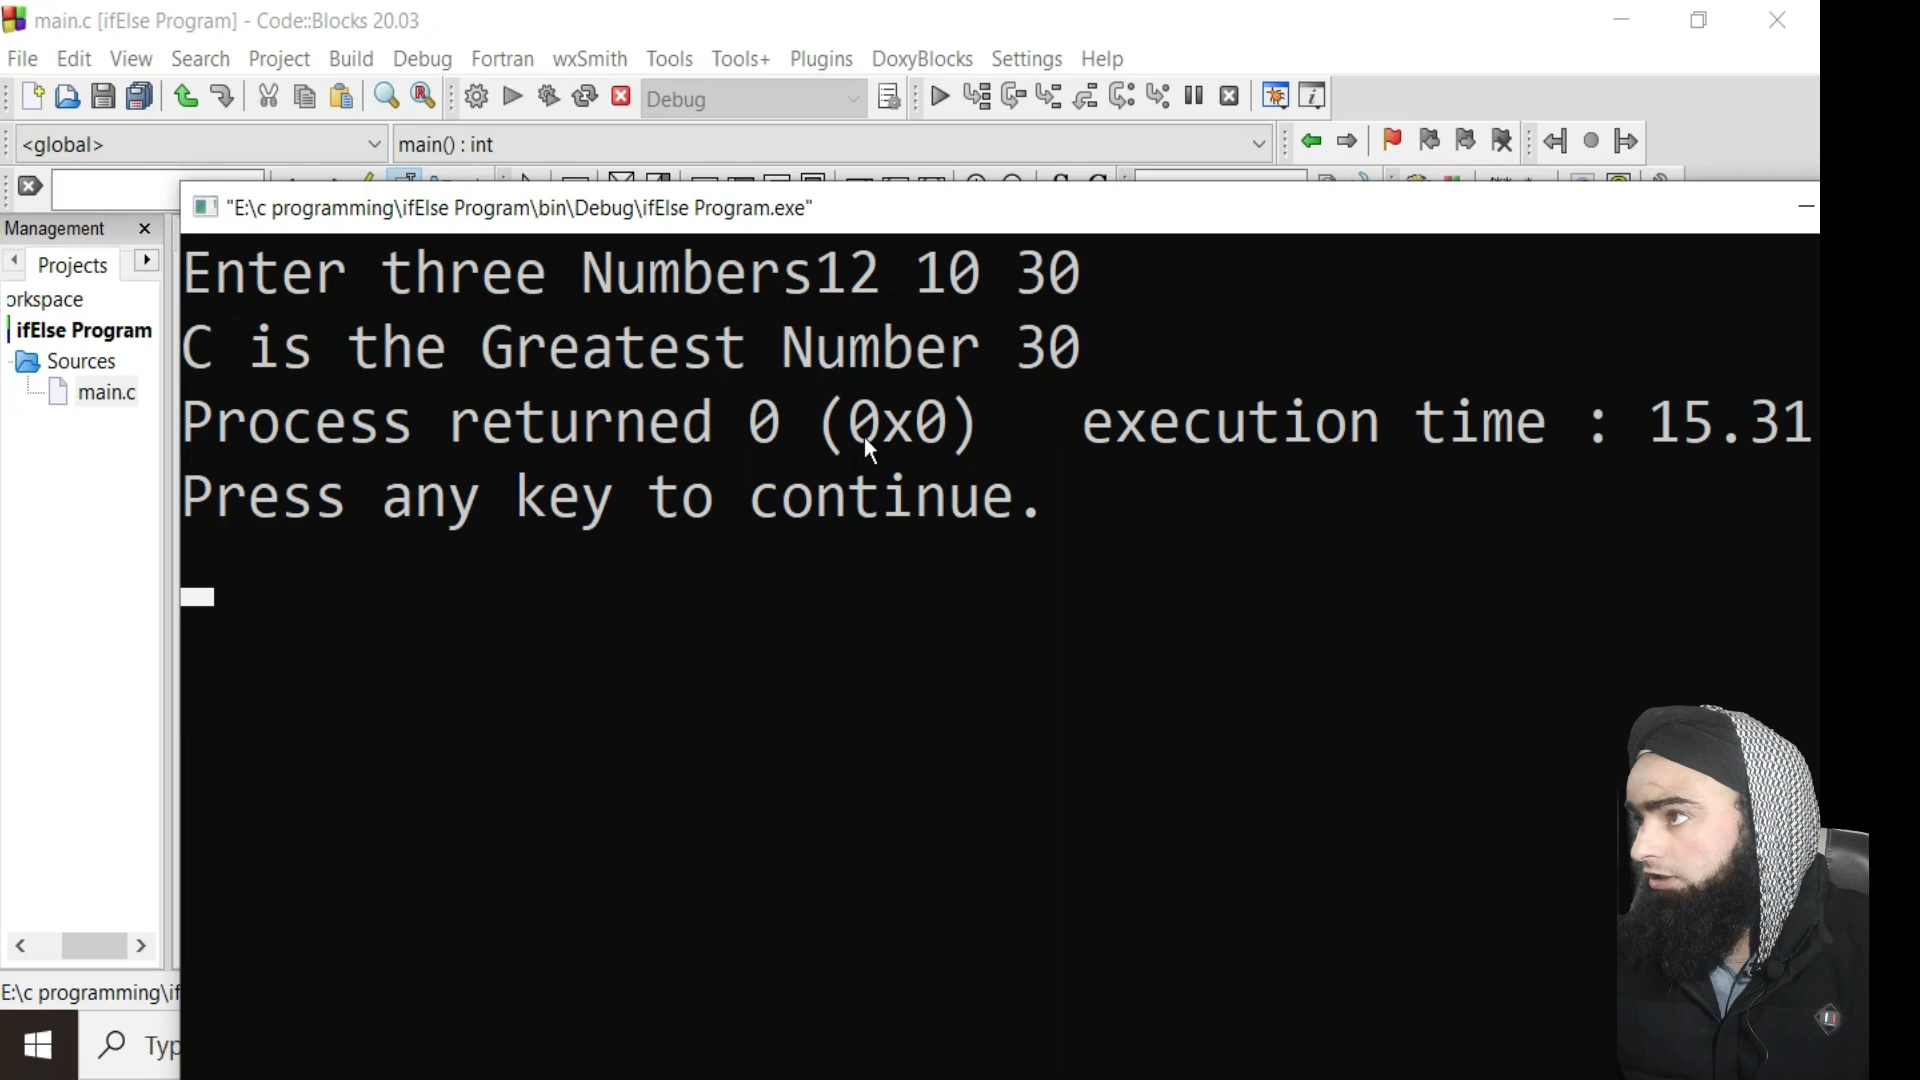 main.c [ifElse Program] - Code::Blocks 20.03
File Edit View Search Project Build Debug Fortran wxSmith Tools Tools+ Plugins DoxyBlocks Settings Help
Debug
<global> main() : int
"E:\c programming\ifElse Program\bin\Debug\ifElse Program.exe"
Management
Projects
orkspace
ifElse Program
Sources
main.c
Enter three Numbers12 10 30
C is the Greatest Number 30
Process returned 0 (0x0) execution time : 15.31
Press any key to continue.
E:\c programming\if
Typ